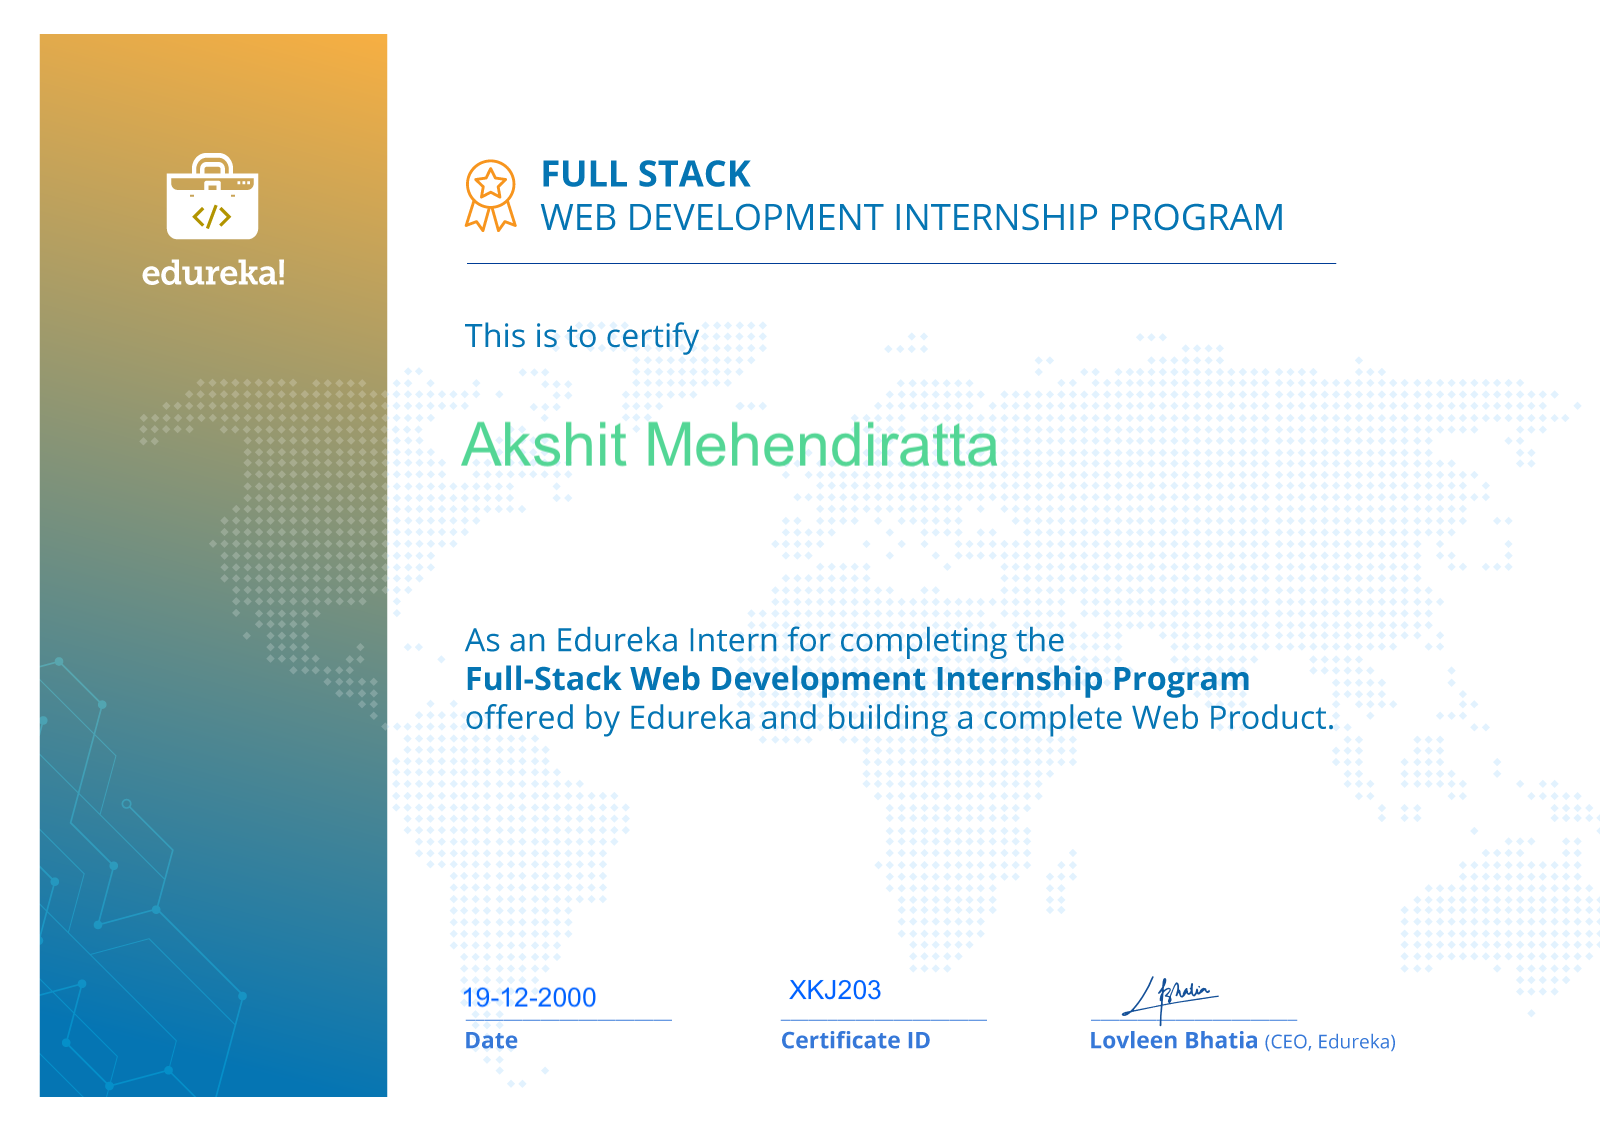 edureka!
FULL STACK
WEB DEVELOPMENT INTERNSHIP PROGRAM
This is to certify
Akshit Mehendiratta
As an Edureka Intern for completing the
Full-Stack Web Development Internship Program
offered by Edureka and building a complete Web Product.
19-12-2000
Date
XKJ203
Certificate ID
Lovleen Bhatia (CEO, Edureka)